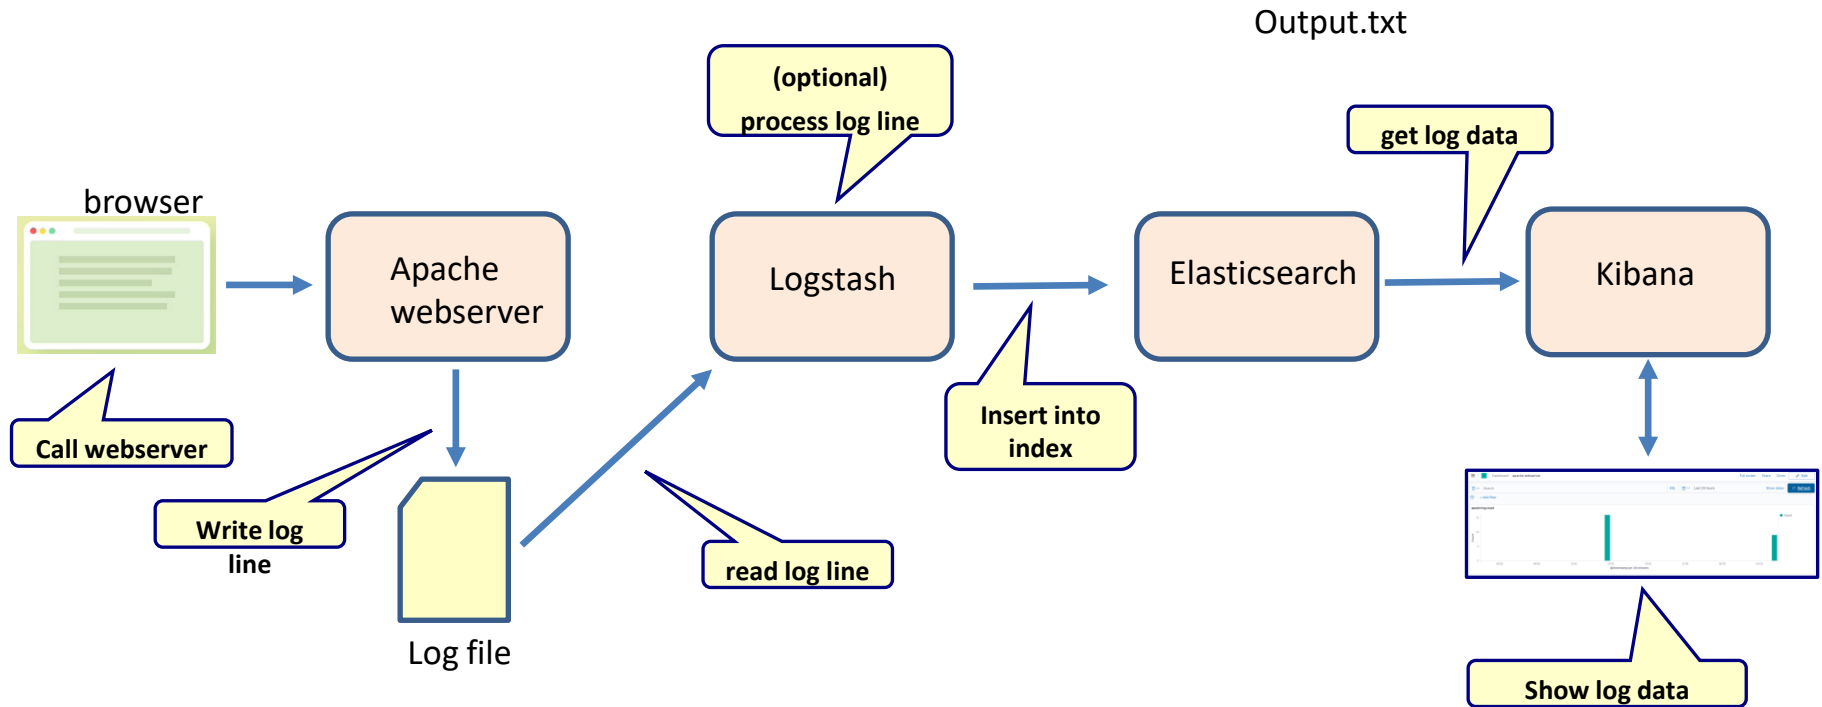 Output.txt
(optional)
process log line
get log data
browser
Apache
webserver
Logstash
Elasticsearch
Kibana
Call webserver
Insert into
index
Write log
line
read log line
Log file
Show log data